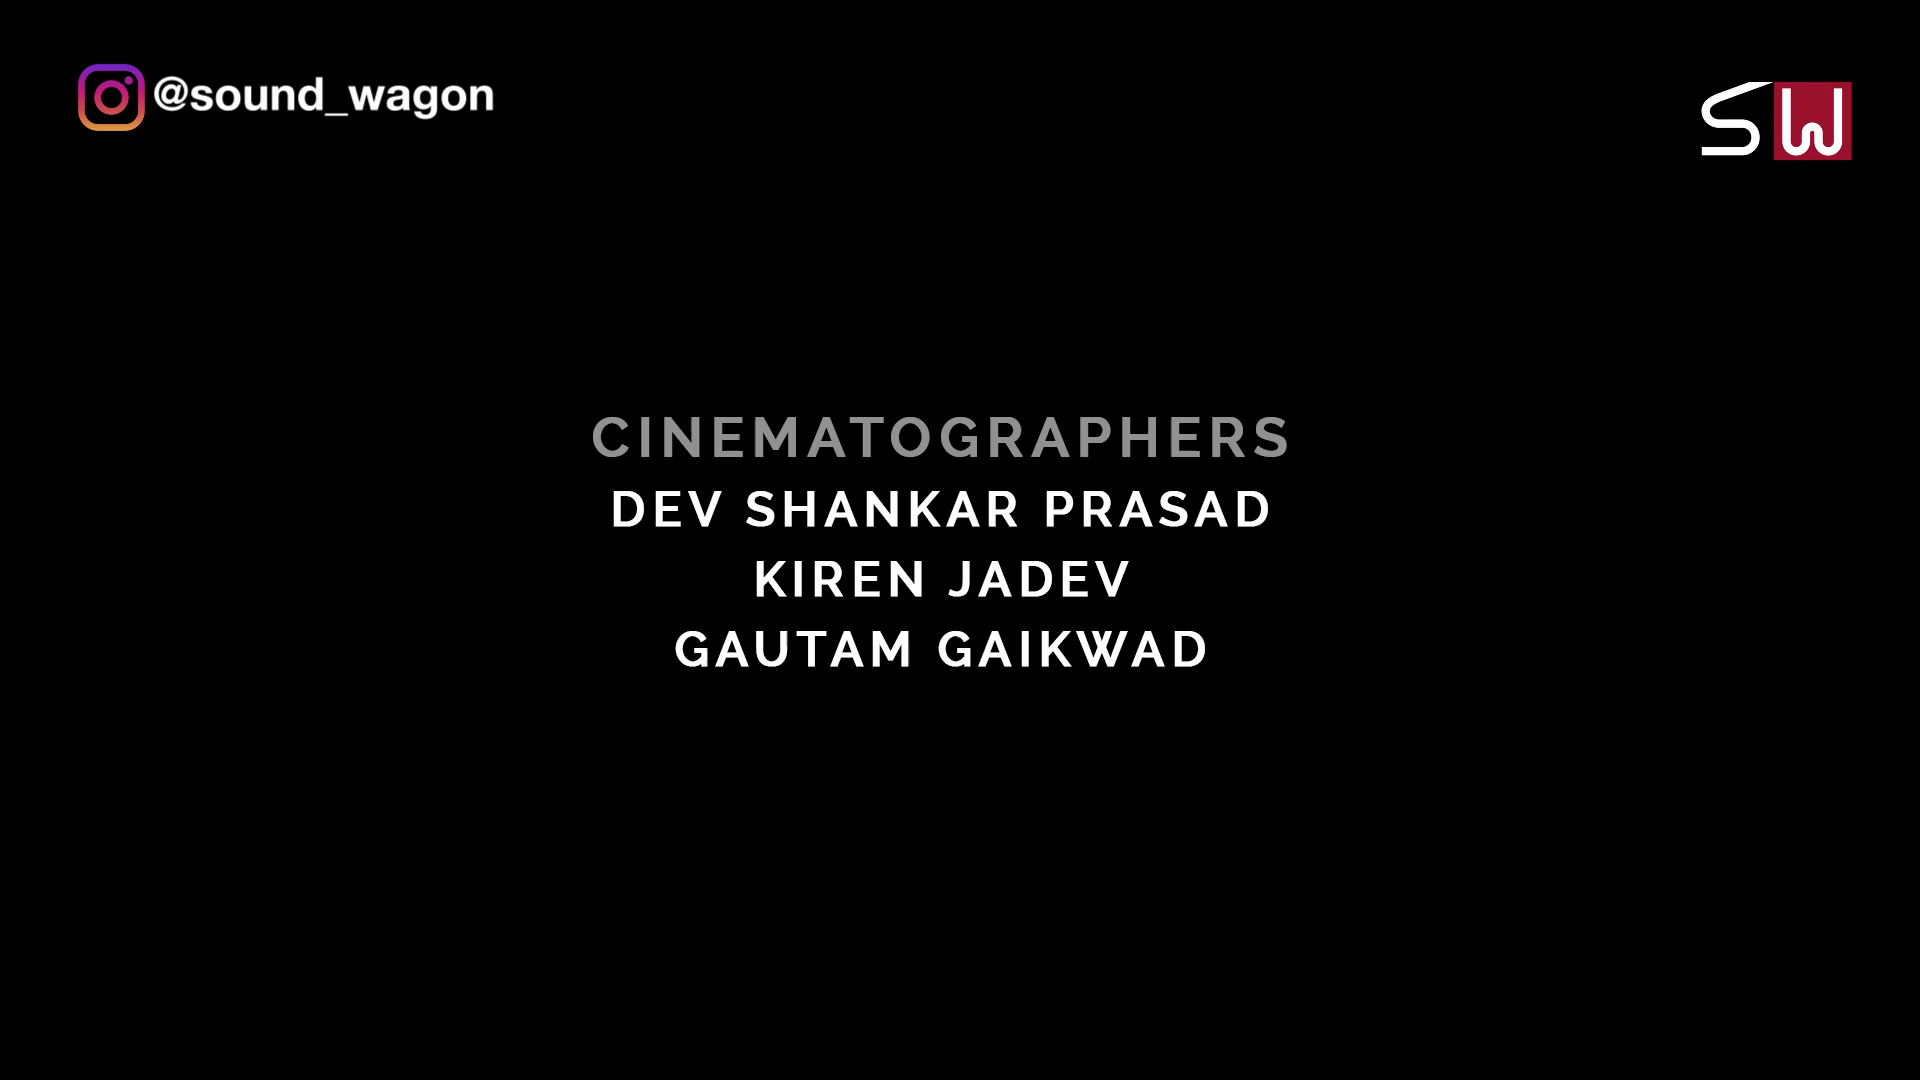 @sound_wagon
SW
CINEMATOGRAPHERS
DEV SHANKAR PRASAD
KIREN JADEV
GAUTAM GAIKWAD